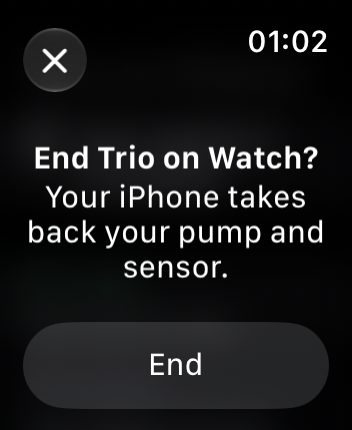 01:02
End Trio on Watch?
Your iPhone takes
back your pump and
sensor.
End